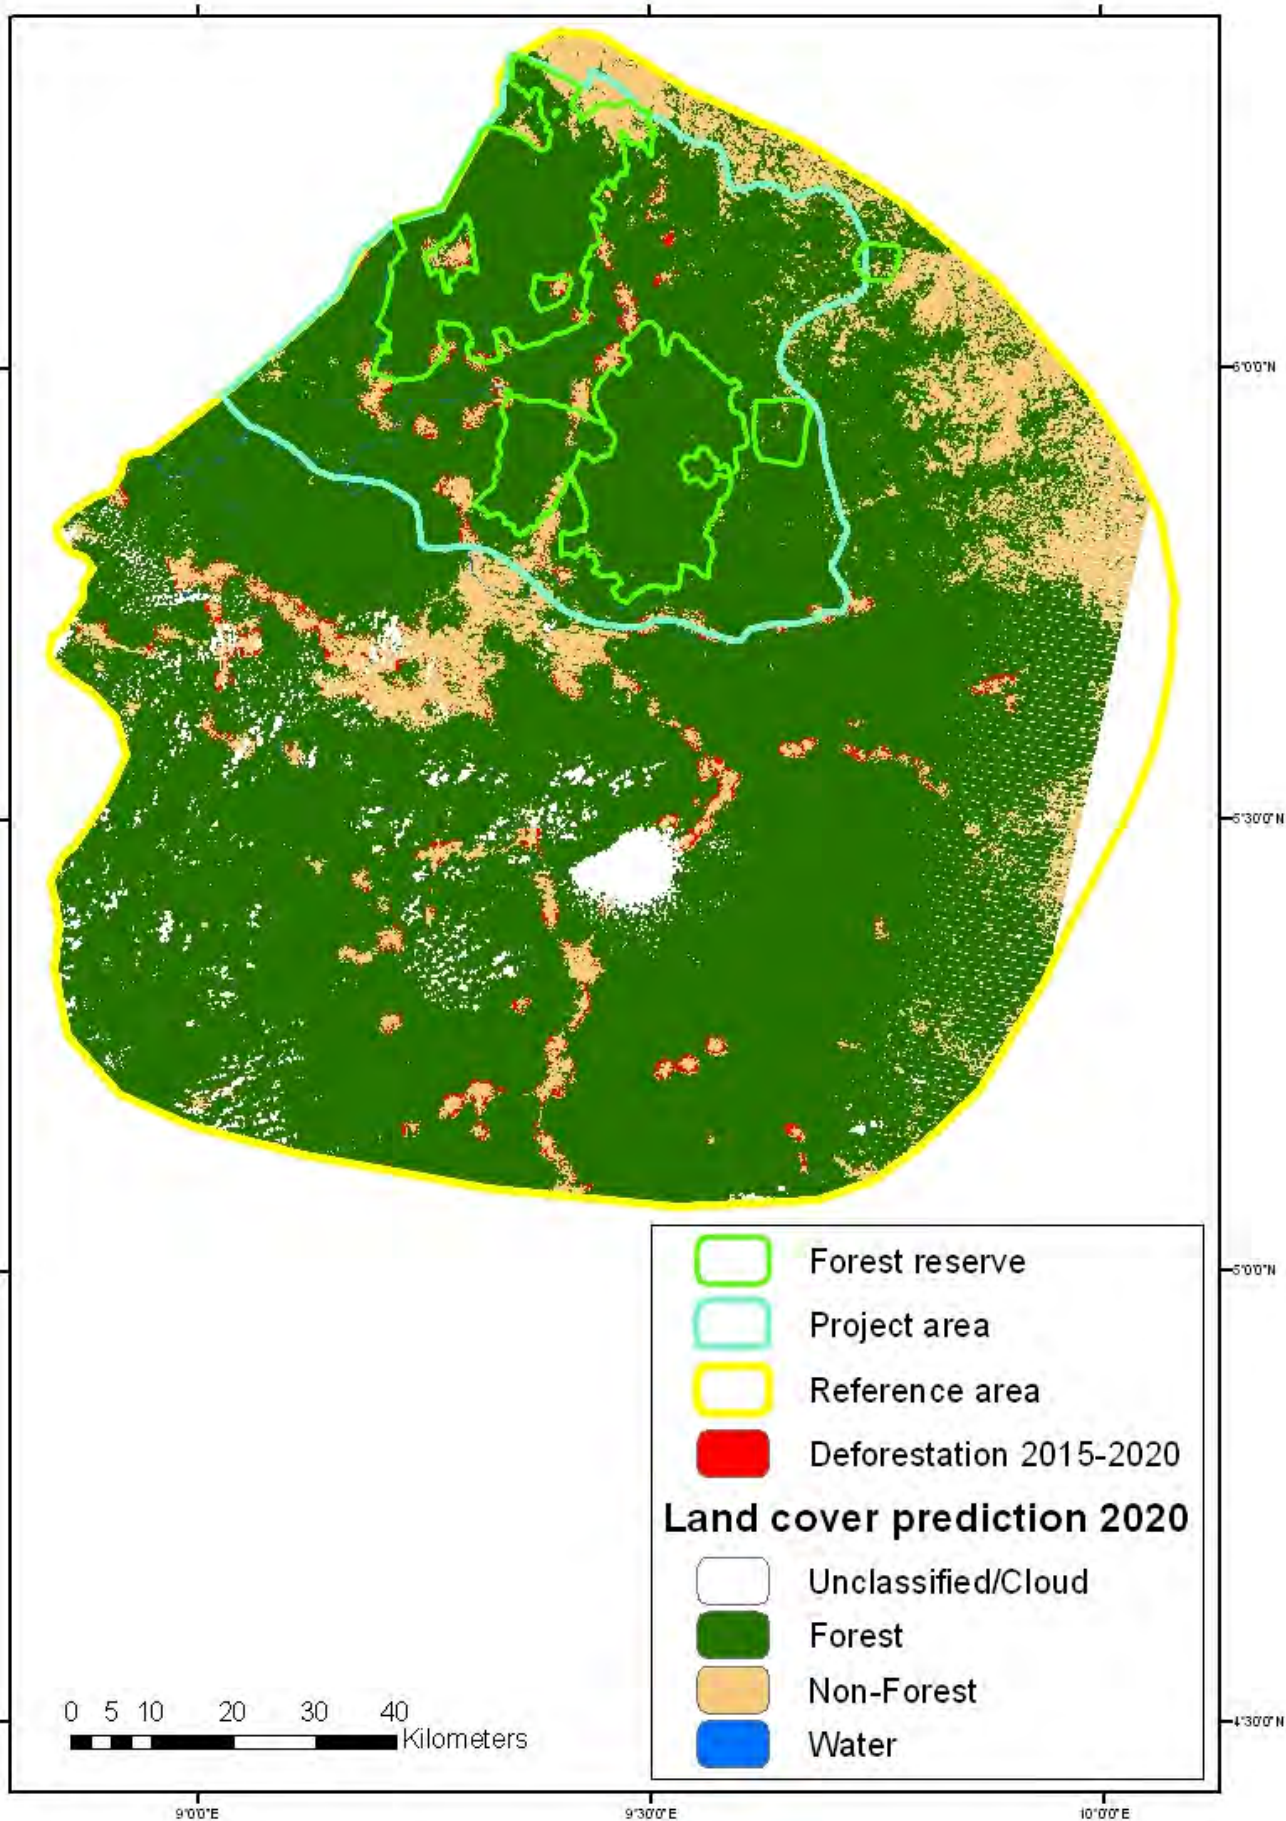 6°0'0"N
5°30'0"N
5°0'0"N
4°30'0"N
Forest reserve
Project area
Reference area
Deforestation 2015-2020
Land cover prediction 2020
Unclassified/Cloud
Forest
Non-Forest
Water
0 5 10 20 30 40
Kilometers
9°0'0"E 9°30'0"E 10°0'0"E